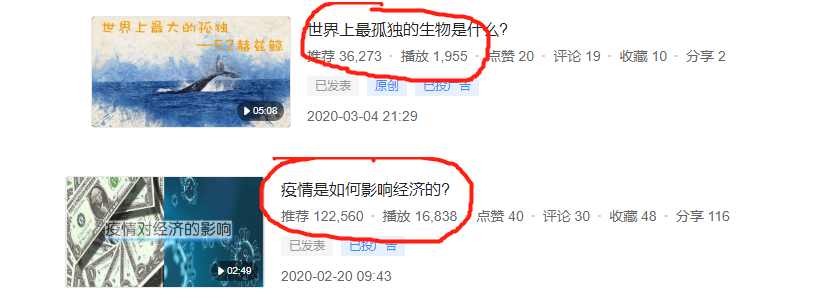 世界上最大的孤独
—52赫兹鲸
05:08
世界上最孤独的生物是什么?
推荐 36,273 · 播放 1,955 · 点赞 20 · 评论 19 · 收藏 10 · 分享 2
已发表 原创 已投广告
2020-03-04 21:29
疫情对经济的影响
02:49
疫情是如何影响经济的?
推荐 122,560 · 播放 16,838 · 点赞 40 · 评论 30 · 收藏 48 · 分享 116
已发表 已投广告
2020-02-20 09:43